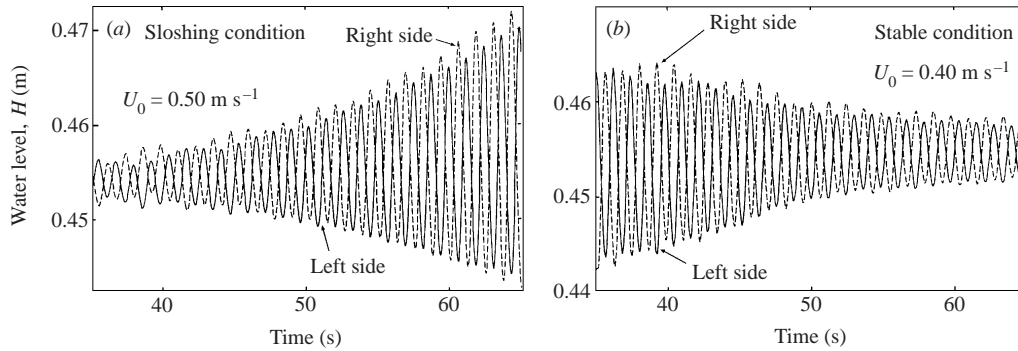 (a) Sloshing condition
Right side
U₀ = 0.50 m s⁻¹
Left side
0.47
0.46
0.45
Water level, H (m)
40 50 60
Time (s)
(b) Stable condition
Right side
U₀ = 0.40 m s⁻¹
Left side
0.46
0.45
0.44
40 50 60
Time (s)